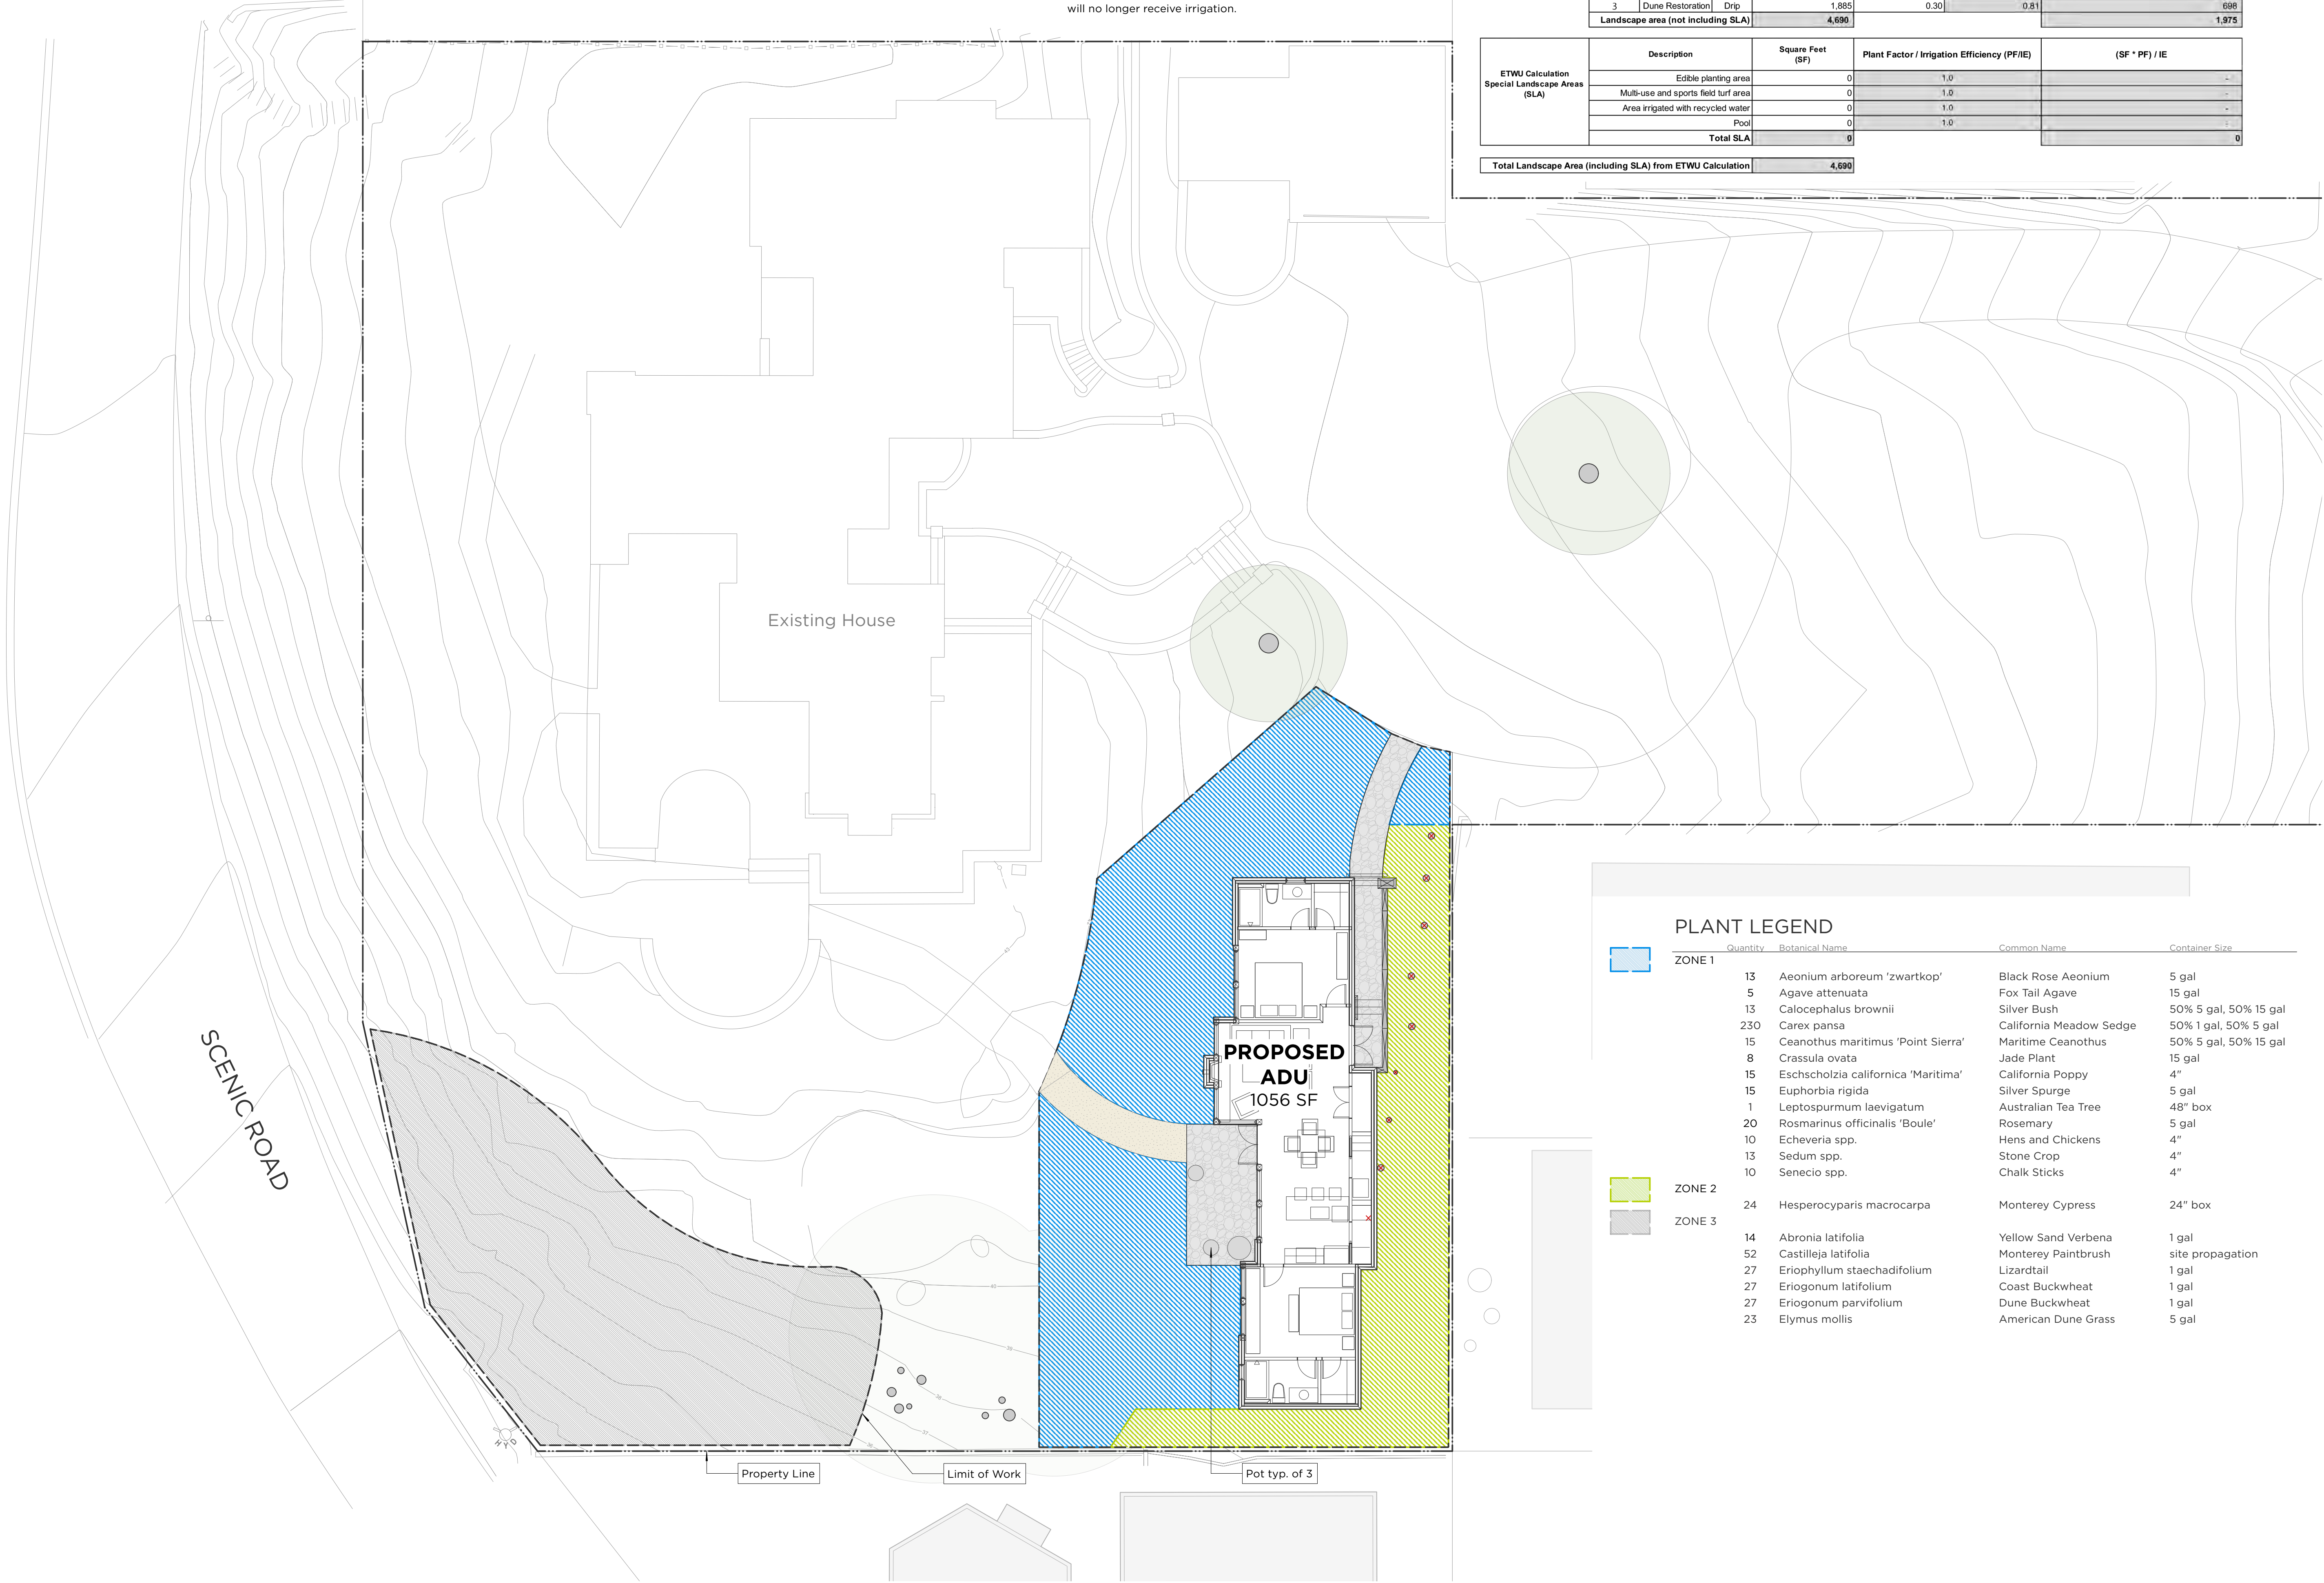 will no longer receive irrigation.
3 Dune Restoration Drip 1,885 0.30 0.81 698
Landscape area (not including SLA) 4,690 1,975
ETWU Calculation
Special Landscape Areas
(SLA)
Description Square Feet (SF) Plant Factor / Irrigation Efficiency (PF/IE) (SF * PF) / IE
Edible planting area 0 1.0 -
Multi-use and sports field turf area 0 1.0 -
Area irrigated with recycled water 0 1.0 -
Pool 0 1.0 -
Total SLA 0 0
Total Landscape Area (including SLA) from ETWU Calculation 4,690
Existing House
PROPOSED
ADU
1056 SF
SCENIC ROAD
HYD
40
39
38
37
36
Property Line
Limit of Work
Pot typ. of 3
PLANT LEGEND
Quantity Botanical Name Common Name Container Size
ZONE 1
13 Aeonium arboreum 'zwartkop' Black Rose Aeonium 5 gal
5 Agave attenuata Fox Tail Agave 15 gal
13 Calocephalus brownii Silver Bush 50% 5 gal, 50% 15 gal
230 Carex pansa California Meadow Sedge 50% 1 gal, 50% 5 gal
15 Ceanothus maritimus 'Point Sierra' Maritime Ceanothus 50% 5 gal, 50% 15 gal
8 Crassula ovata Jade Plant 15 gal
15 Eschscholzia californica 'Maritima' California Poppy 4"
15 Euphorbia rigida Silver Spurge 5 gal
1 Leptospurmum laevigatum Australian Tea Tree 48" box
20 Rosmarinus officinalis 'Boule' Rosemary 5 gal
10 Echeveria spp. Hens and Chickens 4"
13 Sedum spp. Stone Crop 4"
10 Senecio spp. Chalk Sticks 4"
ZONE 2
24 Hesperocyparis macrocarpa Monterey Cypress 24" box
ZONE 3
14 Abronia latifolia Yellow Sand Verbena 1 gal
52 Castilleja latifolia Monterey Paintbrush site propagation
27 Eriophyllum staechadifolium Lizardtail 1 gal
27 Eriogonum latifolium Coast Buckwheat 1 gal
27 Eriogonum parvifolium Dune Buckwheat 1 gal
23 Elymus mollis American Dune Grass 5 gal